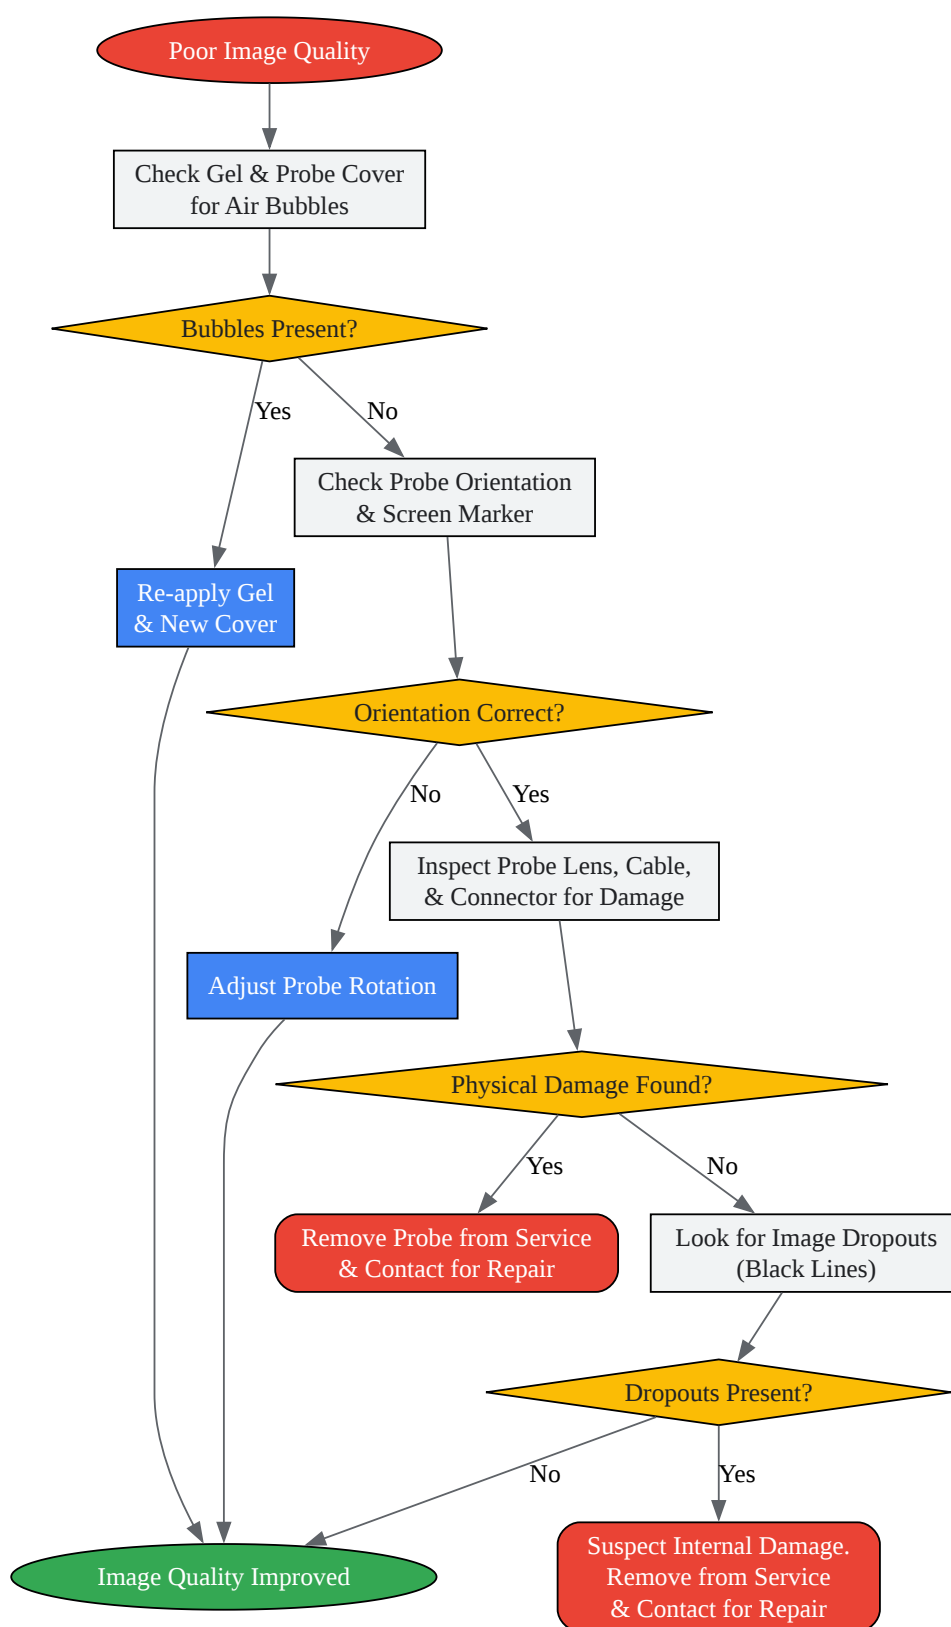 Poor Image Quality
Check Gel & Probe Cover
for Air Bubbles
Bubbles Present?
Yes
No
Check Probe Orientation
& Screen Marker
Re-apply Gel
& New Cover
Orientation Correct?
No
Yes
Inspect Probe Lens, Cable,
& Connector for Damage
Adjust Probe Rotation
Physical Damage Found?
Yes
No
Remove Probe from Service
& Contact for Repair
Look for Image Dropouts
(Black Lines)
Dropouts Present?
No
Yes
Image Quality Improved
Suspect Internal Damage.
Remove from Service
& Contact for Repair